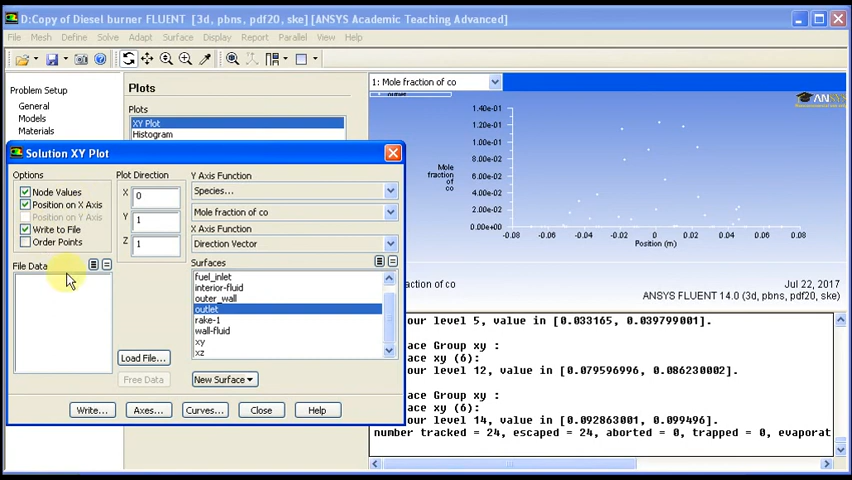 D:Copy of Diesel burner FLUENT [3d, pbns, pdf20, ske] [ANSYS Academic Teaching Advanced]
File Mesh Define Solve Adapt Surface Display Report Parallel View Help
Problem Setup
General
Models
Materials
Plots
Plots
XY Plot
Histogram
1: Mole fraction of co
outlet
1.40e-01
1.20e-01
1.00e-01
8.00e-02
6.00e-02
4.00e-02
2.00e-02
0.00e+00
Mole
fraction
of
co
-0.08 -0.06 -0.04 -0.02 0 0.02 0.04 0.06 0.08
Position (m)
ANSYS
Solution XY Plot
Options
Node Values
Position on X Axis
Position on Y Axis
Write to File
Order Points
File Data
Load File...
Free Data
Plot Direction
X 0
Y 1
Z 1
Y Axis Function
Species...
Mole fraction of co
X Axis Function
Direction Vector
Surfaces
fuel_inlet
interior-fluid
outer_wall
outlet
rake-1
wall-fluid
xy
xz
New Surface
Write... Axes... Curves... Close Help
fraction of co
Jul 22, 2014
ANSYS FLUENT 14.0 (3d, pbns, pdf20, ske)
our level 5, value in [0.033165, 0.039799001].
ace Group xy :
ace xy (6):
our level 12, value in [0.079596996, 0.086230002].
ace Group xy :
ace xy (6):
our level 14, value in [0.092863001, 0.099496].
number tracked = 24, escaped = 24, aborted = 0, trapped = 0, evaporat